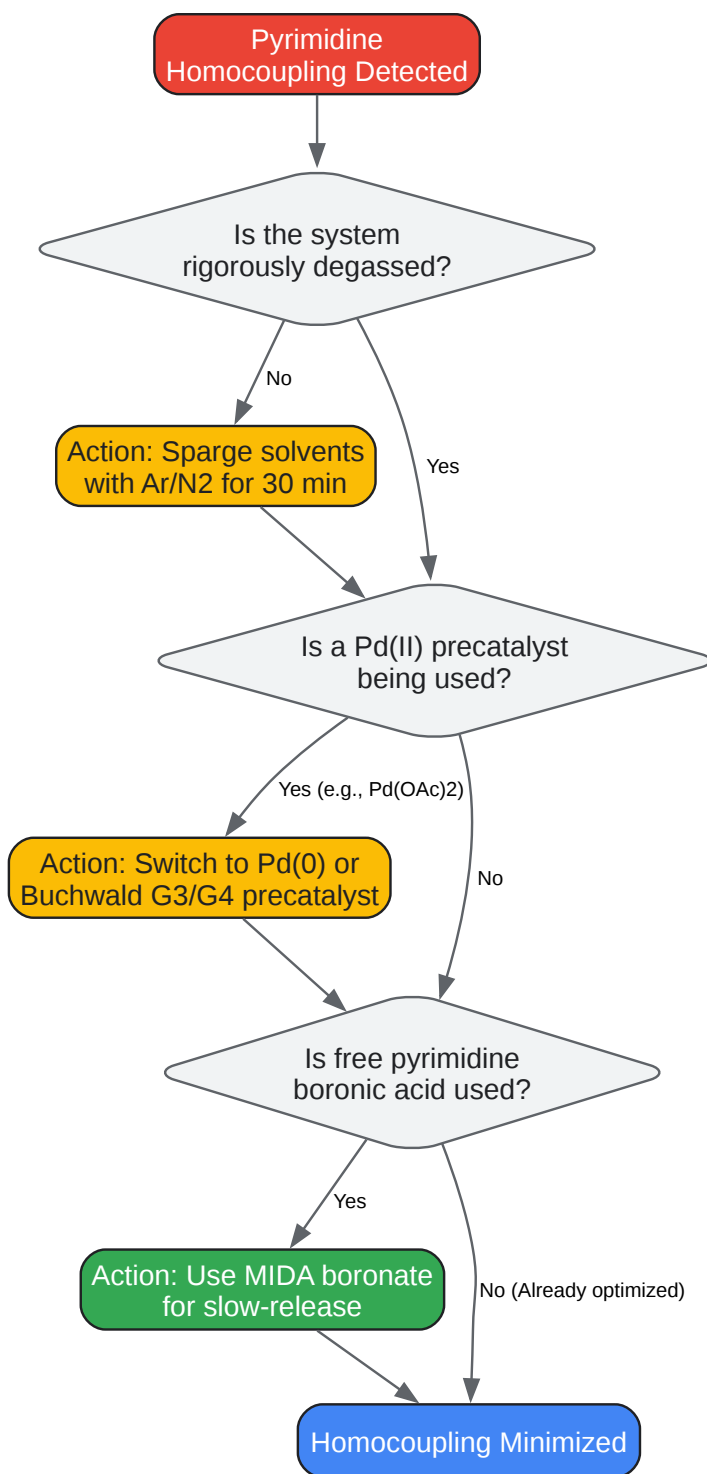 Pyrimidine
Homocoupling Detected
Is the system
rigorously degassed?
No
Action: Sparge solvents
with Ar/N2 for 30 min
Yes
Is a Pd(II) precatalyst
being used?
Yes (e.g., Pd(OAc)2)
Action: Switch to Pd(0) or
Buchwald G3/G4 precatalyst
No
Is free pyrimidine
boronic acid used?
Yes
Action: Use MIDA boronate
for slow-release
No (Already optimized)
Homocoupling Minimized